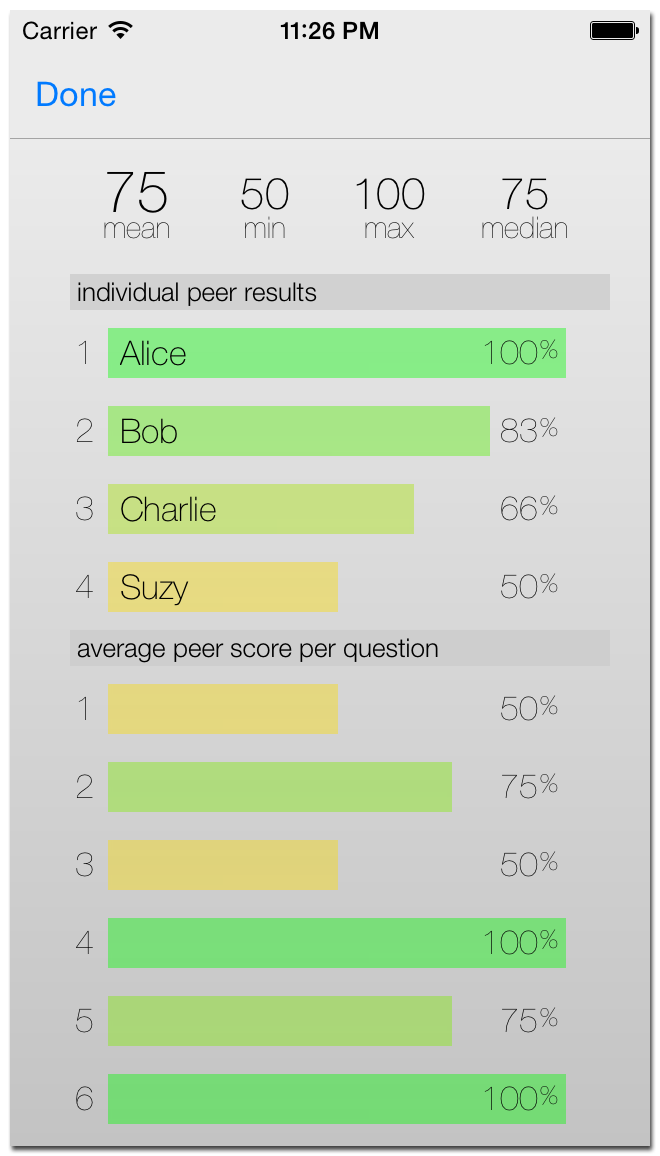 Carrier 11:26 PM
Done
75 50 100 75
mean min max median
individual peer results
1 Alice 100%
2 Bob 83%
3 Charlie 66%
4 Suzy 50%
average peer score per question
1 50%
2 75%
3 50%
4 100%
5 75%
6 100%